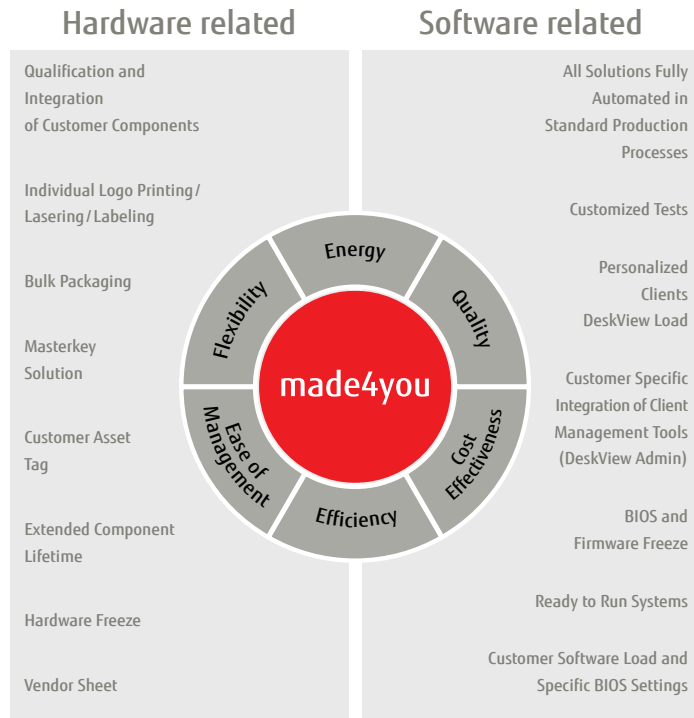 Hardware related
Qualification and
Integration
of Customer Components
Individual Logo Printing/
Lasering/Labeling
Bulk Packaging
Masterkey
Solution
Customer Asset
Tag
Extended Component
Lifetime
Hardware Freeze
Vendor Sheet
Energy
Quality
Cost
Effectiveness
Efficiency
Ease of
Management
Flexibility
made4you
Software related
All Solutions Fully
Automated in
Standard Production
Processes
Customized Tests
Personalized
Clients
DeskView Load
Customer Specific
Integration of Client
Management Tools
(DeskView Admin)
BIOS and
Firmware Freeze
Ready to Run Systems
Customer Software Load and
Specific BIOS Settings